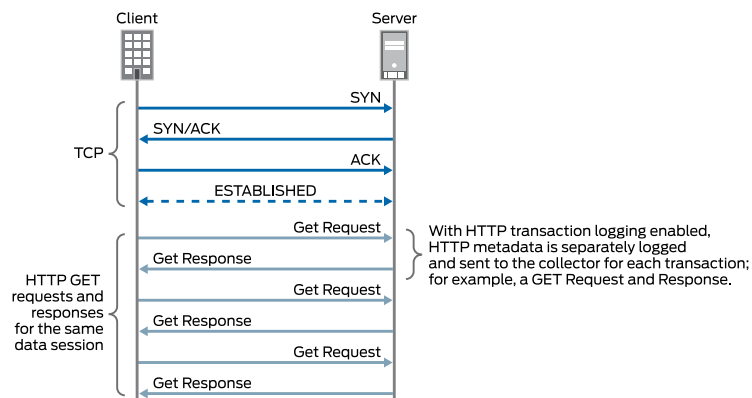 Client
Server
SYN
SYN/ACK
TCP
ACK
ESTABLISHED
Get Request
With HTTP transaction logging enabled,
HTTP metadata is separately logged
and sent to the collector for each transaction;
for example, a GET Request and Response.
Get Response
HTTP GET
requests and
responses
for the same
data session
Get Request
Get Response
Get Request
Get Response